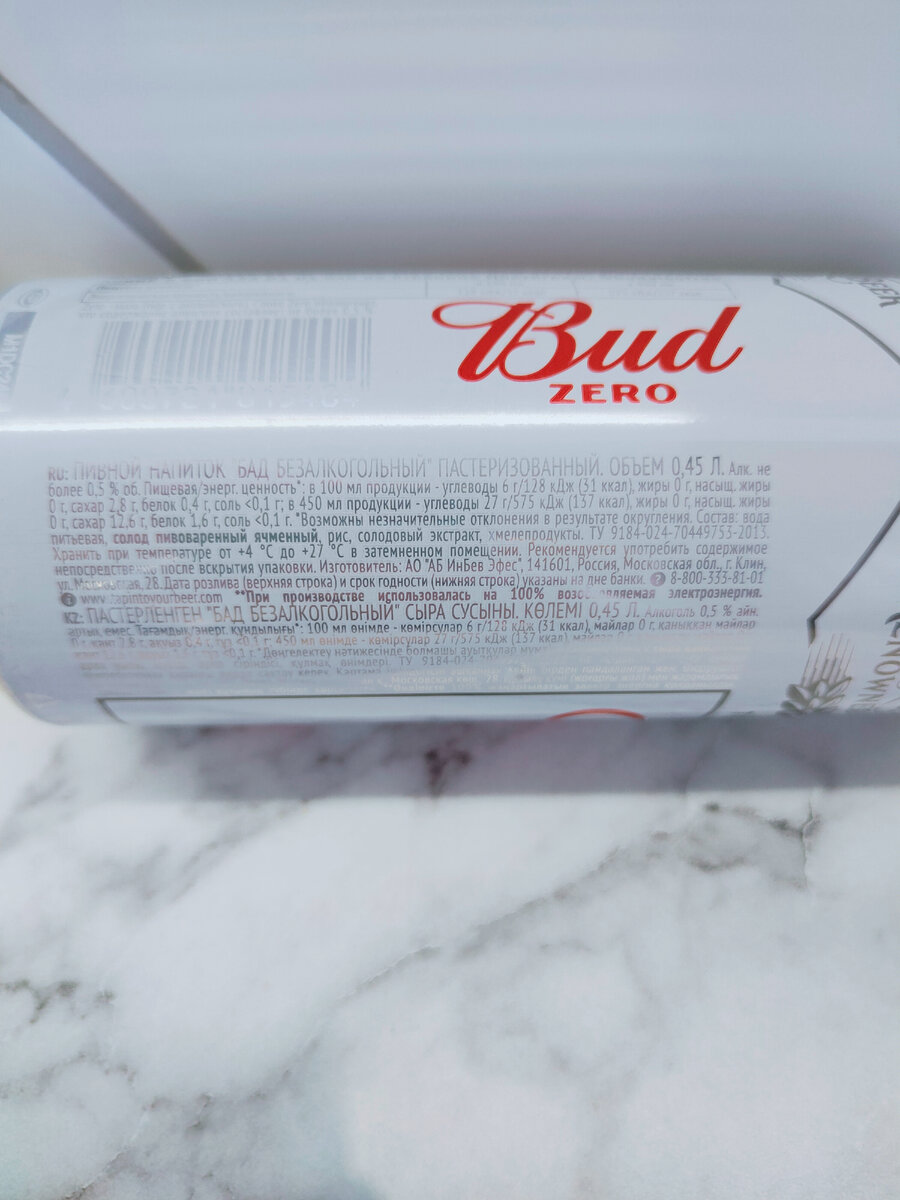 Bud
ZERO
RU: ПИВНОЙ НАПИТОК "БАД БЕЗАЛКОГОЛЬНЫЙ" ПАСТЕРИЗОВАННЫЙ. ОБЪЕМ 0,45 Л. Алк. не
более 0,5 % об. Пищевая/энерг. ценность*: в 100 мл продукции - углеводы 6 г/128 кДж (31 ккал), жиры 0 г, насыщ. жиры
0 г, сахар 2,8 г, белок 0,4 г, соль <0,1 г; в 450 мл продукции - углеводы 27 г/575 кДж (137 ккал), жиры 0 г, насыщ. жиры
0 г, сахар 12,6 г, белок 1,6 г, соль <0,1 г. *Возможны незначительные отклонения в результате округления. Состав: вода
питьевая, солод пивоваренный ячменный, рис, солодовый экстракт, хмелепродукты. ТУ 9184-024-70449753-2013.
Хранить при температуре от +4 °С до +27 °С в затемненном помещении. Рекомендуется употребить содержимое
непосредственно после вскрытия упаковки. Изготовитель: АО "АБ ИнБев Эфес", 141601, Россия, Московская обл., г. Клин,
ул. Московская, 28. Дата розлива (верхняя строка) и срок годности (нижняя строка) указаны на дне банки. 8-800-333-81-01
www.tapintoyourbeer.com **При производстве использовалась на 100% электроэнергия.
KZ: ПАСТЕРЛЕНГЕН "БАД БЕЗАЛКОГОЛЬНЫЙ" СЫРА СУСЫНЫ. КӨЛЕМІ 0,45 Л. Алкоголь 0,5 % айн.
артық емес. Тағамдық/энерг. құндылығы*: 100 мл өнімде - көмірсулар 6 г/128 кДж (31 ккал), майлар 0 г, қаныққан майлар
450 мл өнімде - көмірсулар 27 г/575 кДж (137 ккал),
*Дөңгелектеу нәтижесінде болмашы ауытқулар
құлмақ өнімдері. ТУ 9184-024